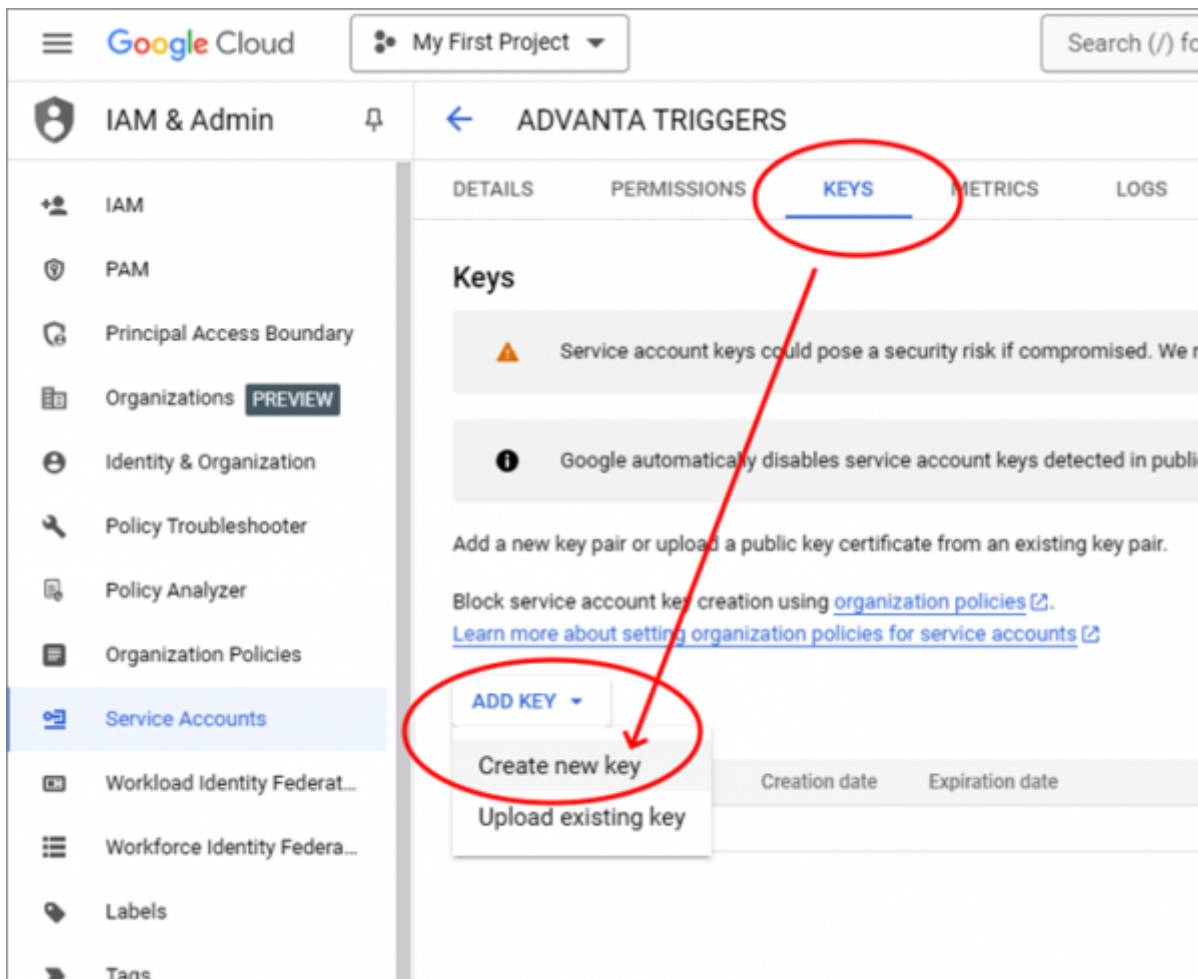 Google Cloud
My First Project
Search (/) fo
IAM & Admin
IAM
PAM
Principal Access Boundary
Organizations PREVIEW
Identity & Organization
Policy Troubleshooter
Policy Analyzer
Organization Policies
Service Accounts
Workload Identity Federat...
Workforce Identity Federa...
Labels
Tags
ADVANTA TRIGGERS
DETAILS PERMISSIONS KEYS METRICS LOGS
Keys
Service account keys could pose a security risk if compromised. We r
Google automatically disables service account keys detected in publi
Add a new key pair or upload a public key certificate from an existing key pair.
Block service account key creation using organization policies.
Learn more about setting organization policies for service accounts
ADD KEY
Create new key
Upload existing key
Creation date Expiration date